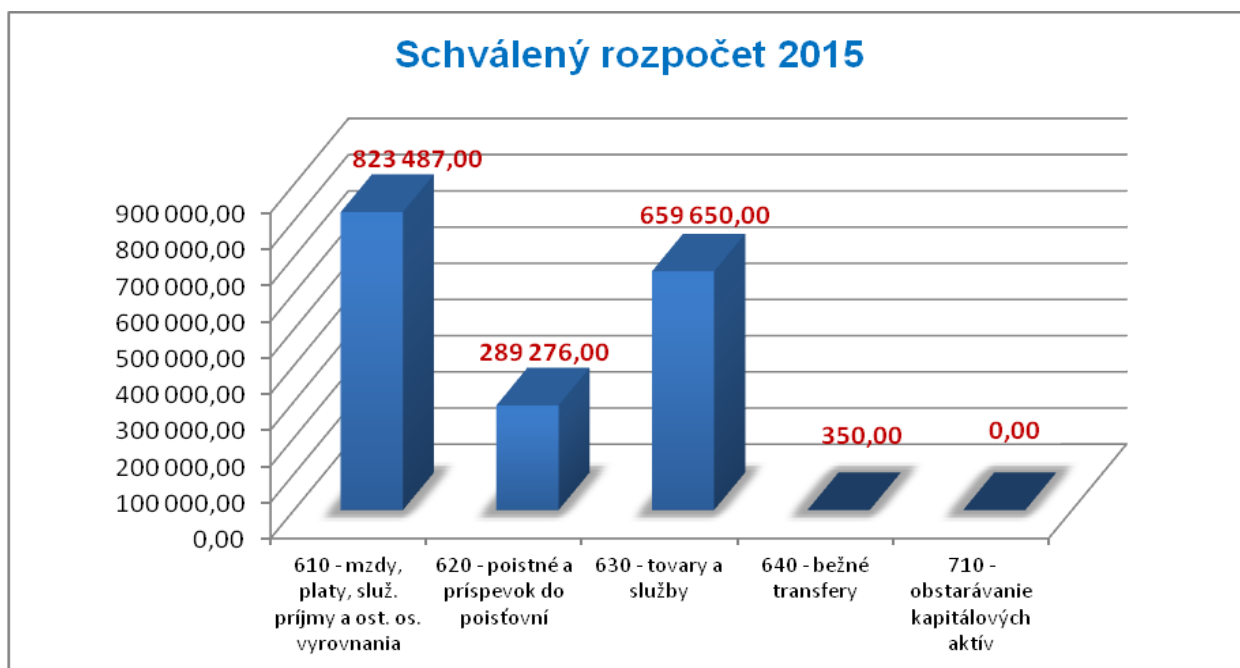 Schválený rozpočet 2015
823 487,00
659 650,00
289 276,00
350,00
0,00
900 000,00
800 000,00
700 000,00
600 000,00
500 000,00
400 000,00
300 000,00
200 000,00
100 000,00
0,00
610 - mzdy,
platy, služ.
príjmy a ost. os.
vyrovnania
620 - poistné a
príspevok do
poisťovní
630 - tovary a
služby
640 - bežné
transfery
710 -
obstarávanie
kapitálových
aktív